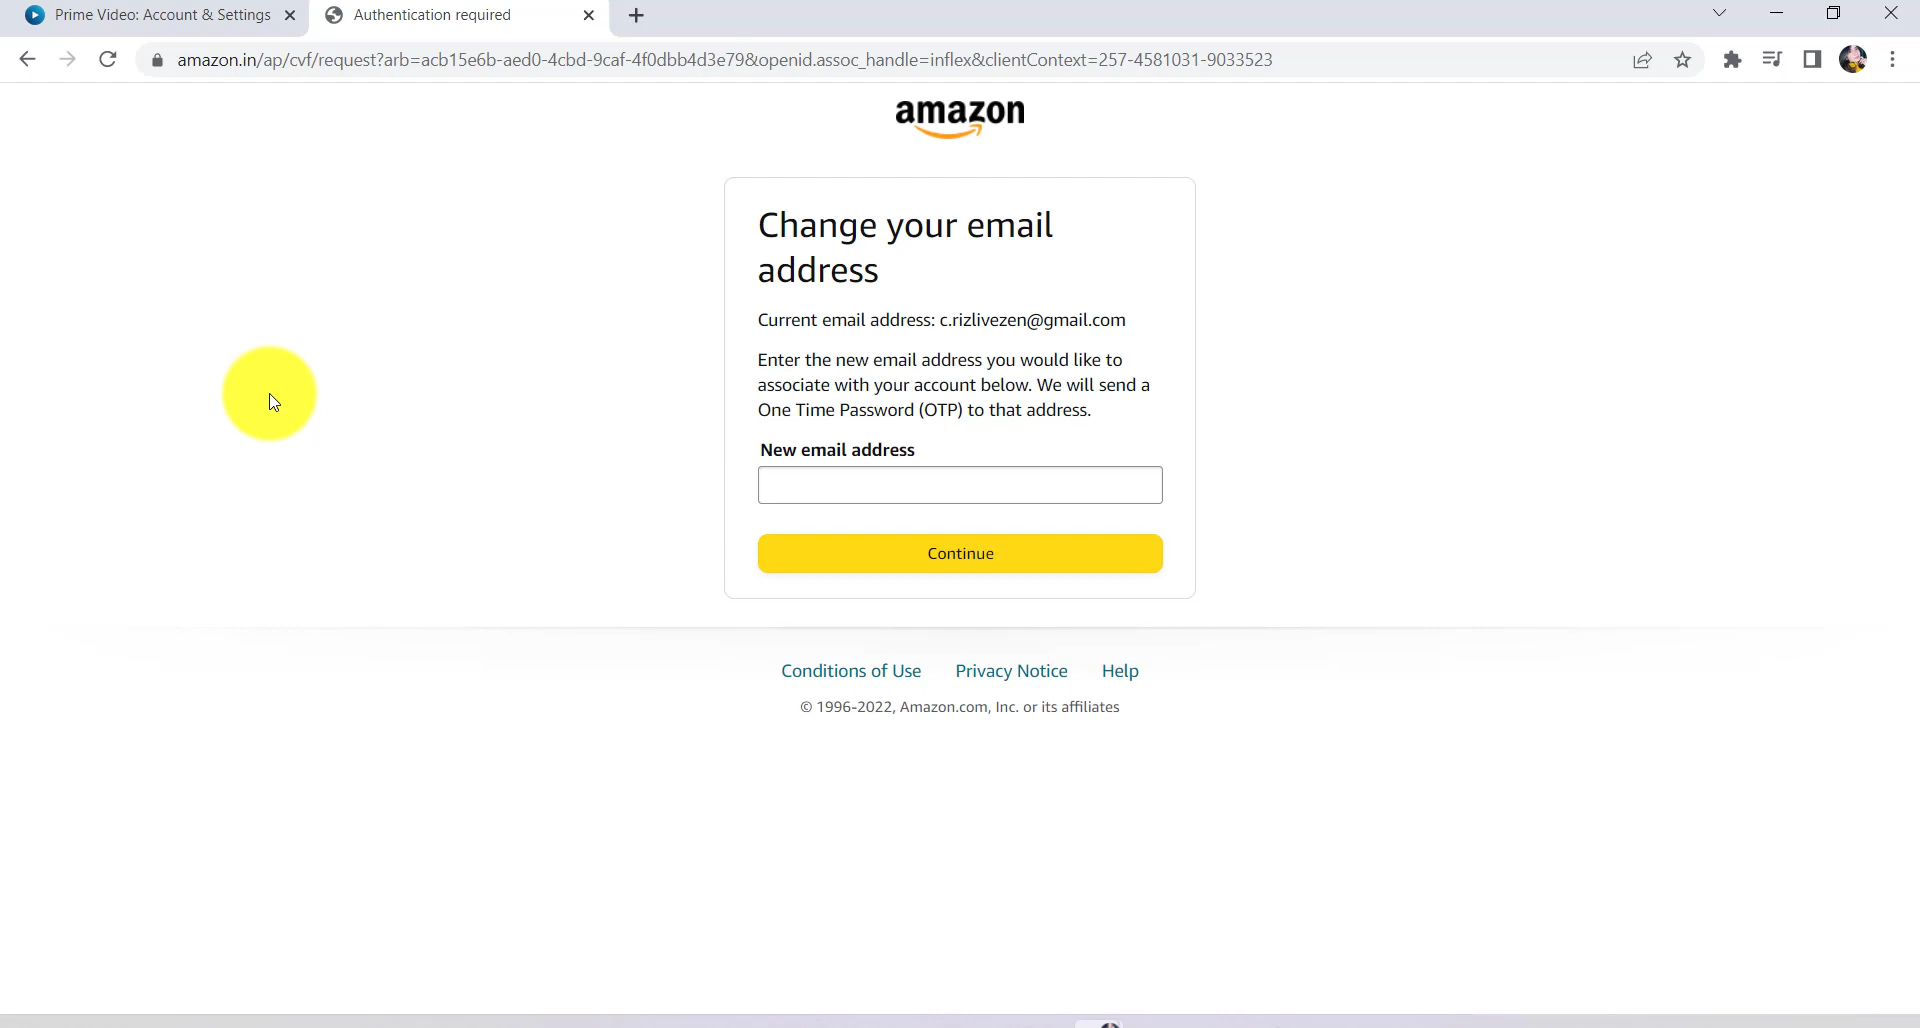 Prime Video: Account & Settings
Authentication required
amazon.in/ap/cvf/request?arb=acb15e6b-aed0-4cbd-9caf-4f0dbb4d3e79&openid.assoc_handle=inflex&clientContext=257-4581031-9033523
amazon
Change your email
address
Current email address: c.rizlivezen@gmail.com
Enter the new email address you would like to
associate with your account below. We will send a
One Time Password (OTP) to that address.
New email address
Continue
Conditions of Use Privacy Notice Help
© 1996-2022, Amazon.com, Inc. or its affiliates